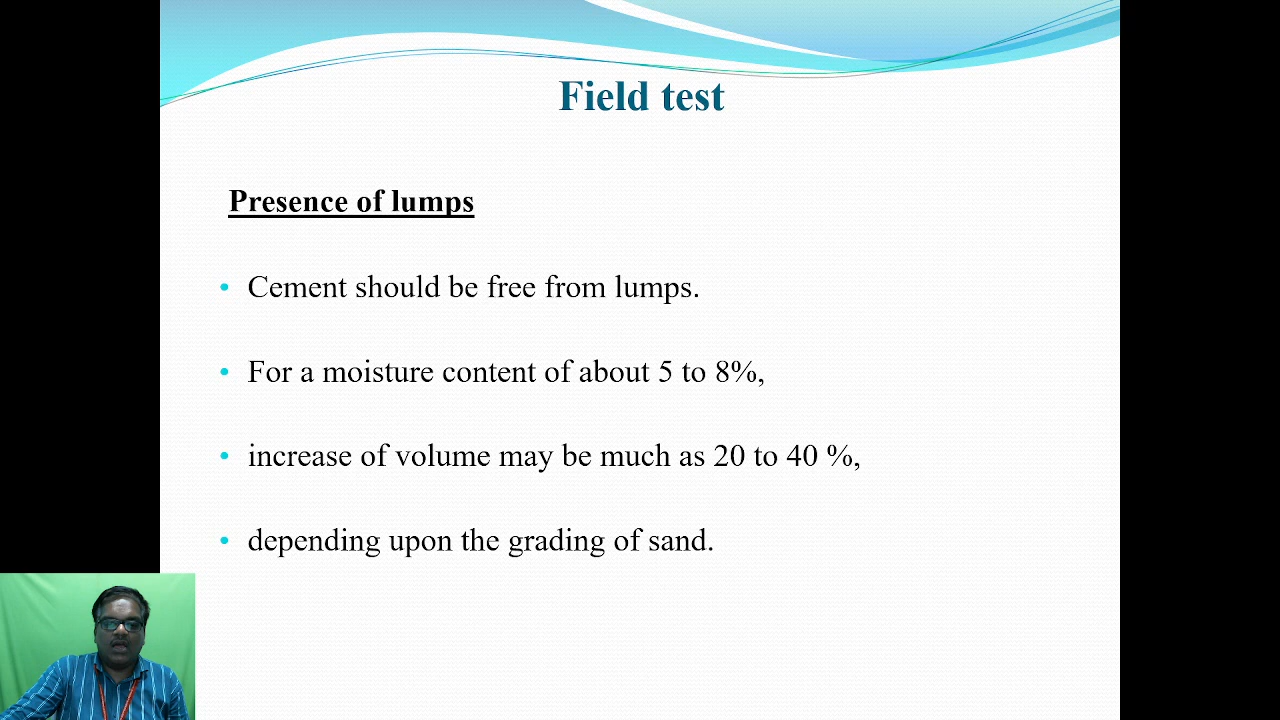 Field test
Presence of lumps
• Cement should be free from lumps.
• For a moisture content of about 5 to 8%,
• increase of volume may be much as 20 to 40 %,
• depending upon the grading of sand.